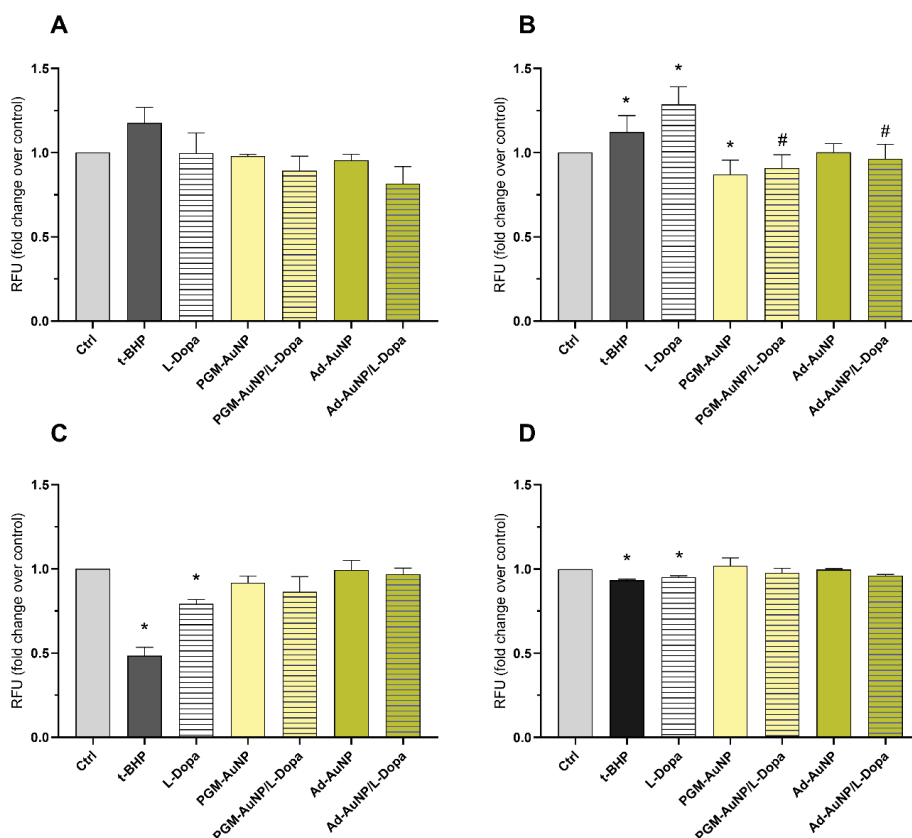 A
RFU (fold change over control)
1.5
1.0
0.5
0.0
Ctrl
t-BHP
L-Dopa
PGM-AuNP
PGM-AuNP/L-Dopa
Ad-AuNP
Ad-AuNP/L-Dopa
B
RFU (fold change over control)
1.5
1.0
0.5
0.0
*
*
*
#
#
Ctrl
t-BHP
L-Dopa
PGM-AuNP
PGM-AuNP/L-Dopa
Ad-AuNP
Ad-AuNP/L-Dopa
C
RFU (fold change over control)
1.5
1.0
0.5
0.0
*
*
Ctrl
t-BHP
L-Dopa
PGM-AuNP
PGM-AuNP/L-Dopa
Ad-AuNP
Ad-AuNP/L-Dopa
D
RFU (fold change over control)
1.5
1.0
0.5
0.0
*
*
Ctrl
t-BHP
L-Dopa
PGM-AuNP
PGM-AuNP/L-Dopa
Ad-AuNP
Ad-AuNP/L-Dopa